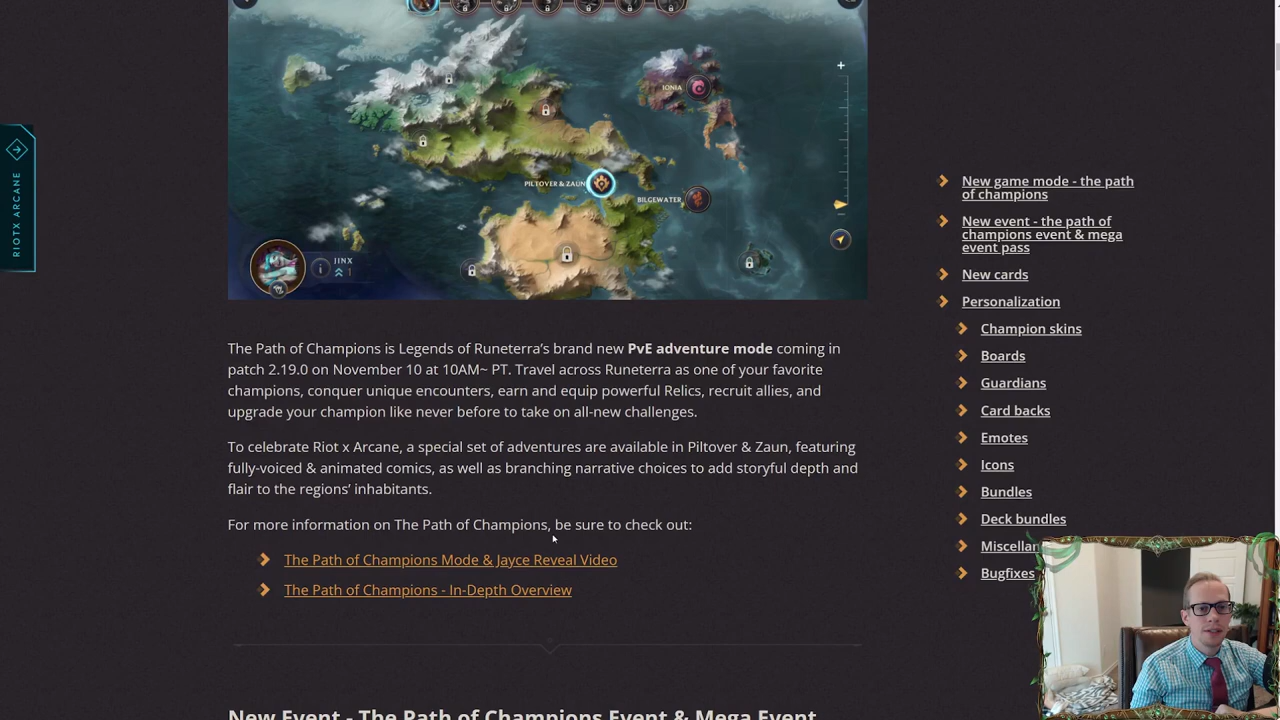 IONIA
PILTOVER & ZAUN
BILGEWATER
JINX
1
RIOTX ARCANE
The Path of Champions is Legends of Runeterra's brand new PvE adventure mode coming in
patch 2.19.0 on November 10 at 10AM~ PT. Travel across Runeterra as one of your favorite
champions, conquer unique encounters, earn and equip powerful Relics, recruit allies, and
upgrade your champion like never before to take on all-new challenges.
To celebrate Riot x Arcane, a special set of adventures are available in Piltover & Zaun, featuring
fully-voiced & animated comics, as well as branching narrative choices to add storyful depth and
flair to the regions' inhabitants.
For more information on The Path of Champions, be sure to check out:
The Path of Champions Mode & Jayce Reveal Video
The Path of Champions - In-Depth Overview
New Event - The Path of Champions Event & Mega Event
New game mode - the path
of champions
New event - the path of
champions event & mega
event pass
New cards
Personalization
Champion skins
Boards
Guardians
Card backs
Emotes
Icons
Bundles
Deck bundles
Miscellan
Bugfixes